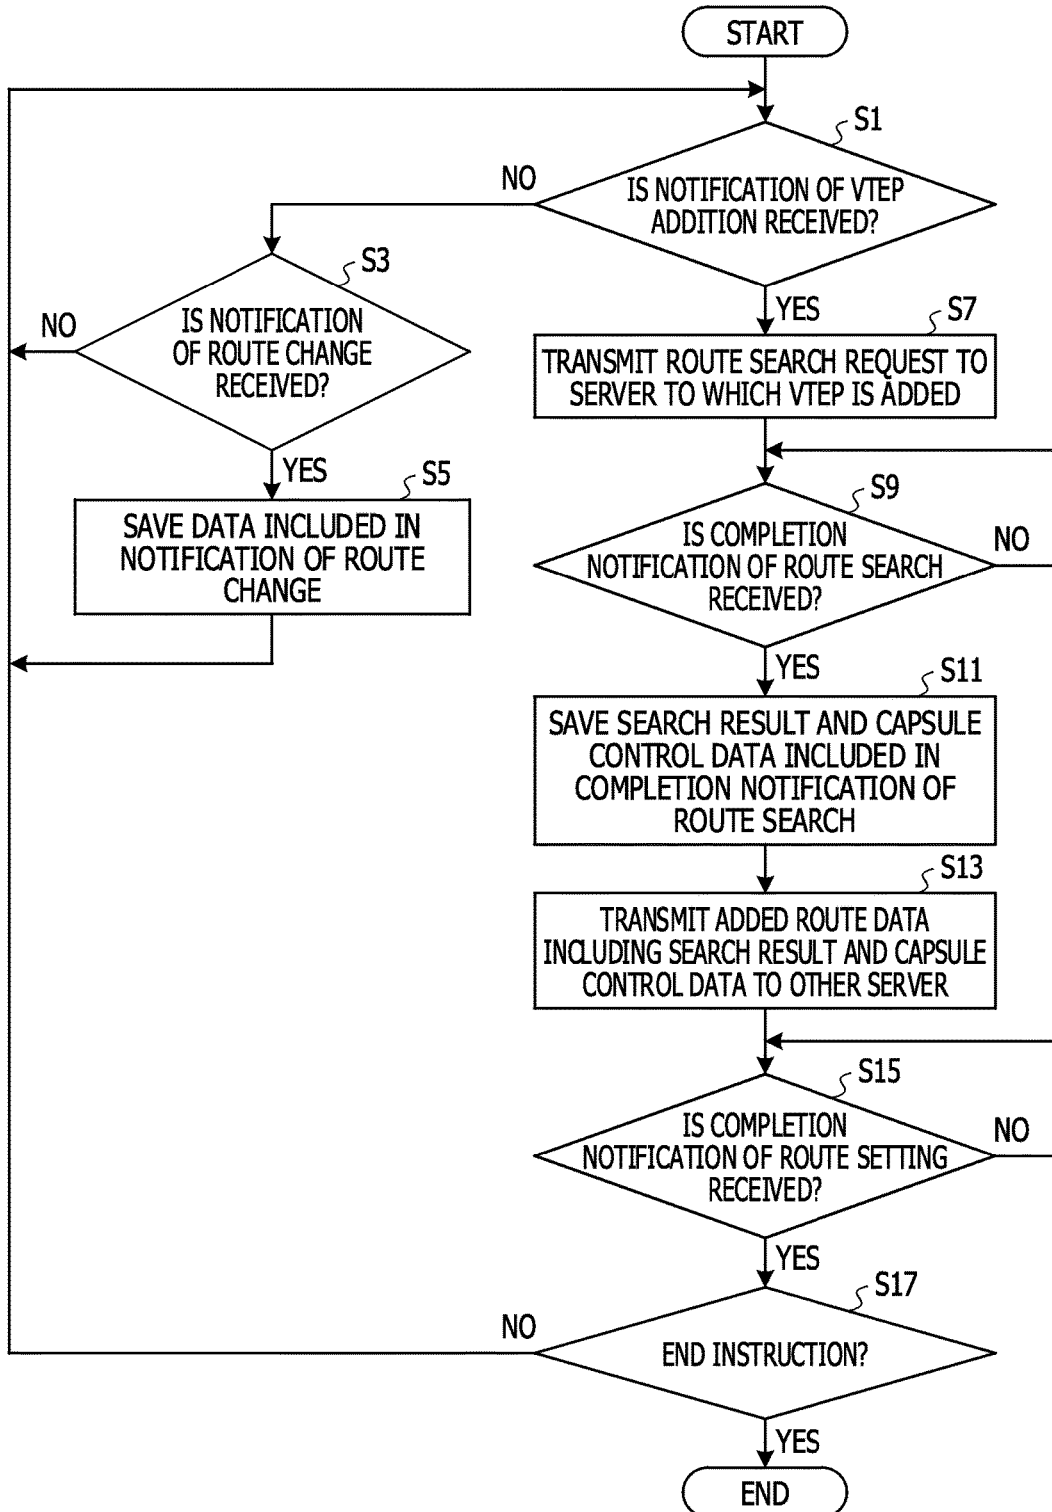 START
S1
IS NOTIFICATION OF VTEP
ADDITION RECEIVED?
NO
YES
S3
IS NOTIFICATION
OF ROUTE CHANGE
RECEIVED?
NO
YES
S5
SAVE DATA INCLUDED IN
NOTIFICATION OF ROUTE
CHANGE
S7
TRANSMIT ROUTE SEARCH REQUEST TO
SERVER TO WHICH VTEP IS ADDED
S9
IS COMPLETION
NOTIFICATION OF ROUTE SEARCH
RECEIVED?
NO
YES
S11
SAVE SEARCH RESULT AND CAPSULE
CONTROL DATA INCLUDED IN
COMPLETION NOTIFICATION OF
ROUTE SEARCH
S13
TRANSMIT ADDED ROUTE DATA
INCLUDING SEARCH RESULT AND CAPSULE
CONTROL DATA TO OTHER SERVER
S15
IS COMPLETION
NOTIFICATION OF ROUTE SETTING
RECEIVED?
NO
YES
S17
END INSTRUCTION?
NO
YES
END